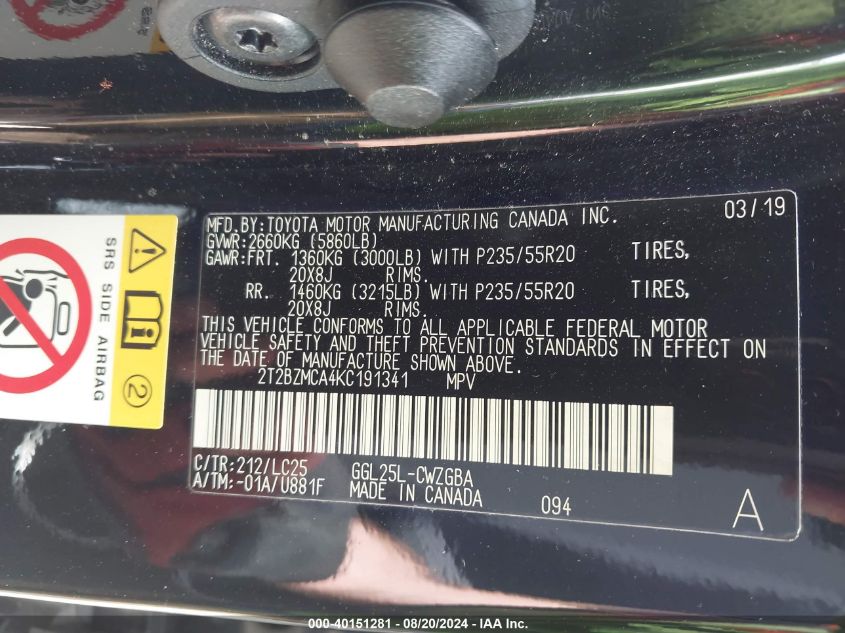 MFD.BY:TOYOTA MOTOR MANUFACTURING CANADA INC. 03/19
GVWR:2660KG (5860LB)
GAWR:FRT. 1360KG (3000LB) WITH P235/55R20 TIRES,
20X8J RIMS.
RR. 1460KG (3215LB) WITH P235/55R20 TIRES,
20X8J RIMS.
THIS VEHICLE CONFORMS TO ALL APPLICABLE FEDERAL MOTOR
VEHICLE SAFETY AND THEFT PREVENTION STANDARDS IN EFFECT ON
THE DATE OF MANUFACTURE SHOWN ABOVE.
2T2BZMCA4KC191341 MPV
C/TR:212/LC25 GGL25L-CWZGBA
A/TM:-01A/U881F MADE IN CANADA 094 A
SRS SIDE AIRBAG
2
000-40151281 - 08/20/2024 - IAA Inc.